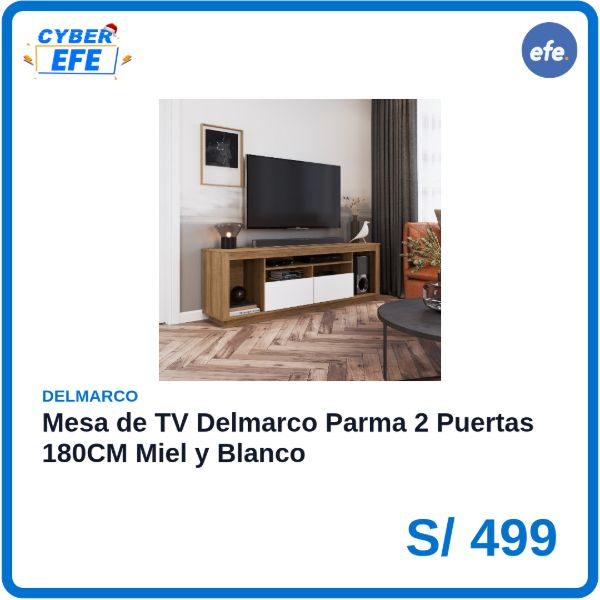 CYBER
EFE
efe.
DELMARCO
Mesa de TV Delmarco Parma 2 Puertas
180CM Miel y Blanco
S/ 499